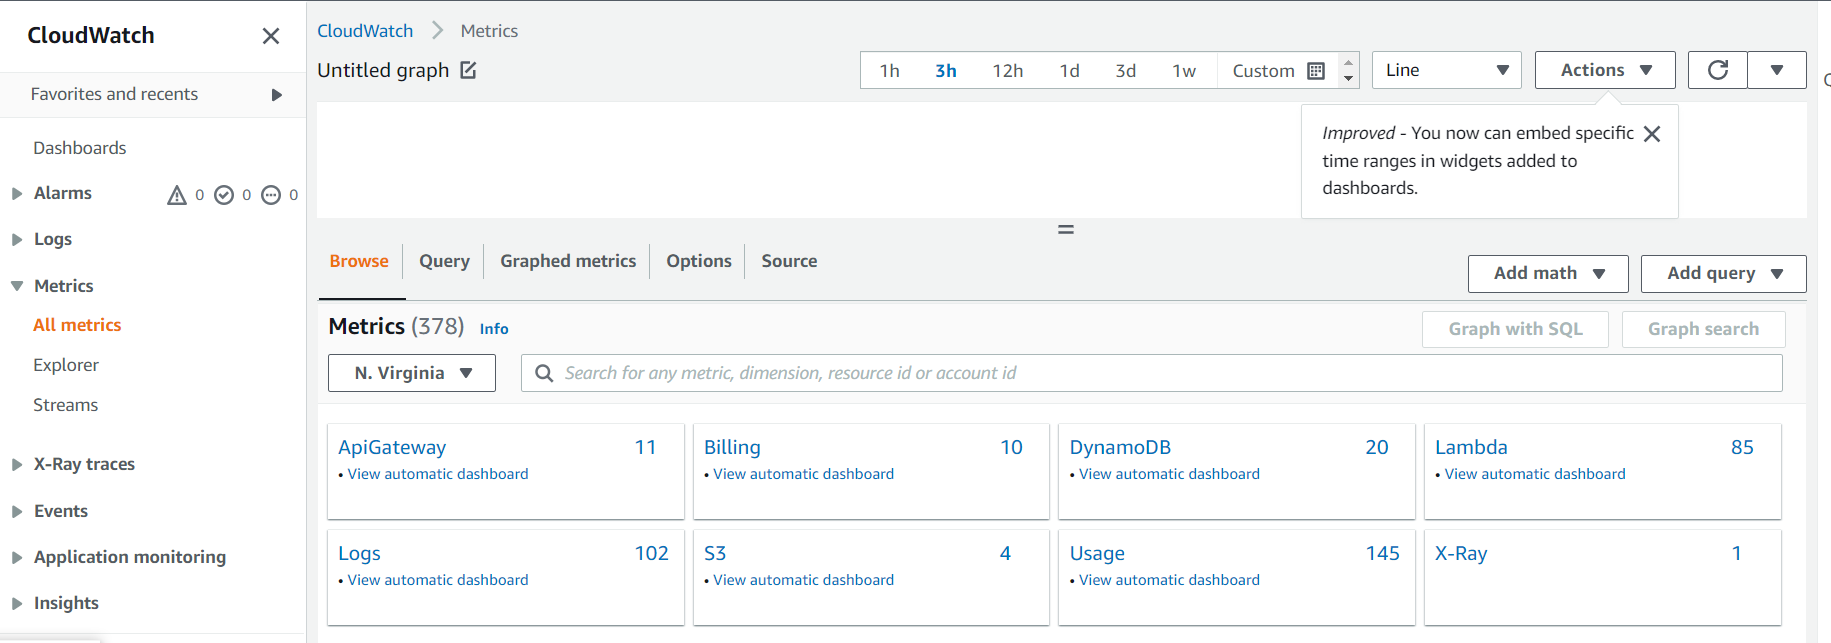 CloudWatch
Favorites and recents
Dashboards
Alarms 0 0 0
Logs
Metrics
All metrics
Explorer
Streams
X-Ray traces
Events
Application monitoring
Insights
CloudWatch Metrics
Untitled graph
1h 3h 12h 1d 3d 1w Custom
Line
Actions
Improved - You now can embed specific
time ranges in widgets added to
dashboards.
Browse Query Graphed metrics Options Source
Add math Add query
Metrics (378) Info
Graph with SQL Graph search
N. Virginia
Search for any metric, dimension, resource id or account id
ApiGateway 11
• View automatic dashboard
Billing 10
• View automatic dashboard
DynamoDB 20
• View automatic dashboard
Lambda 85
• View automatic dashboard
Logs 102
• View automatic dashboard
S3 4
• View automatic dashboard
Usage 145
• View automatic dashboard
X-Ray 1